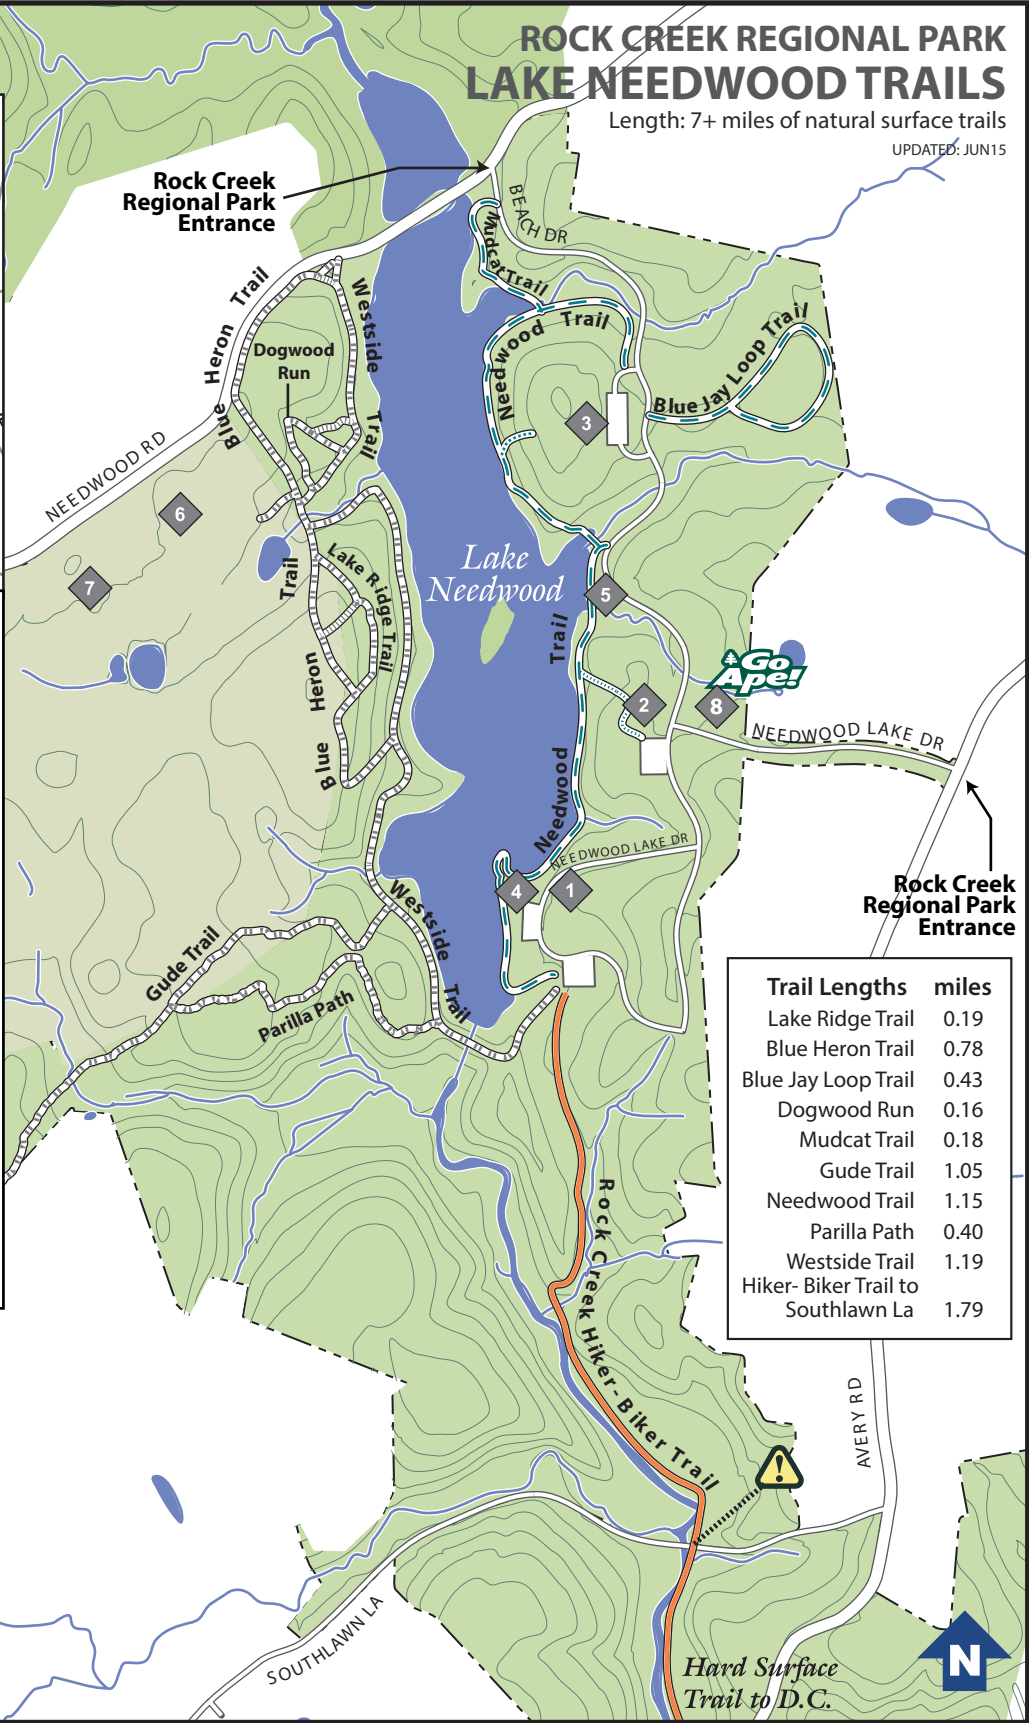 ROCK CREEK REGIONAL PARK
LAKE NEEDWOOD TRAILS
Length: 7+ miles of natural surface trails
UPDATED: JUN15
Rock Creek
Regional Park
Entrance
BEACH DR
Mudcat Trail
Blue Heron Trail
Westside Trail
Dogwood
Run
Needwood Trail
Blue Jay Loop Trail
3
NEEDWOOD RD
6
7
Lake
Needwood
Lake Ridge Trail
Blue Heron Trail
5
Needwood Trail
Go
Ape!
2
8
NEEDWOOD LAKE DR
NEEDWOOD LAKE DR
4
1
Rock Creek
Regional Park
Entrance
Westside Trail
Gude Trail
Parilla Path
Trail Lengths miles
Lake Ridge Trail 0.19
Blue Heron Trail 0.78
Blue Jay Loop Trail 0.43
Dogwood Run 0.16
Mudcat Trail 0.18
Gude Trail 1.05
Needwood Trail 1.15
Parilla Path 0.40
Westside Trail 1.19
Hiker- Biker Trail to
Southlawn La 1.79
Rock Creek Hiker-Biker Trail
AVERY RD
!
SOUTHLAWN LA
Hard Surface
Trail to D.C.
N